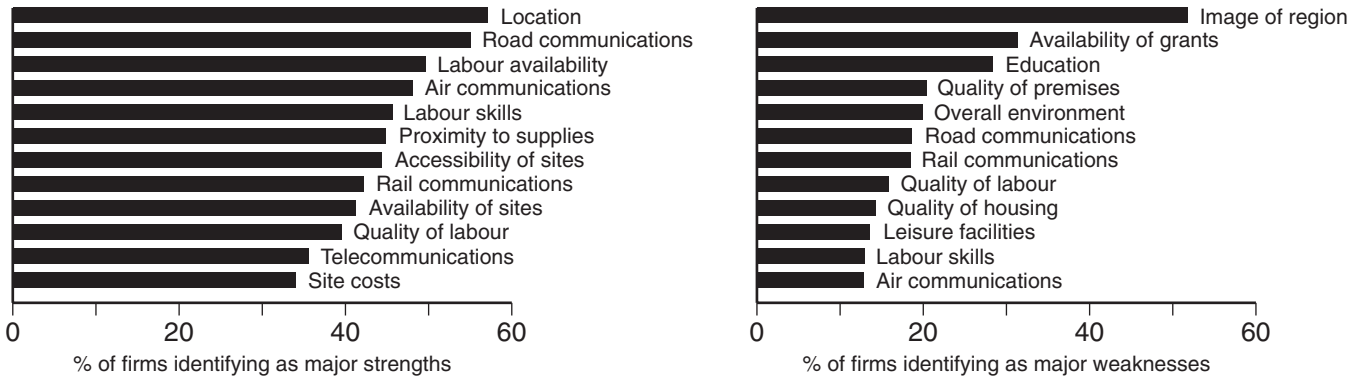 Location
Road communications
Labour availability
Air communications
Labour skills
Proximity to supplies
Accessibility of sites
Rail communications
Availability of sites
Quality of labour
Telecommunications
Site costs
0 20 40 60
% of firms identifying as major strengths
Image of region
Availability of grants
Education
Quality of premises
Overall environment
Road communications
Rail communications
Quality of labour
Quality of housing
Leisure facilities
Labour skills
Air communications
0 20 40 60
% of firms identifying as major weaknesses